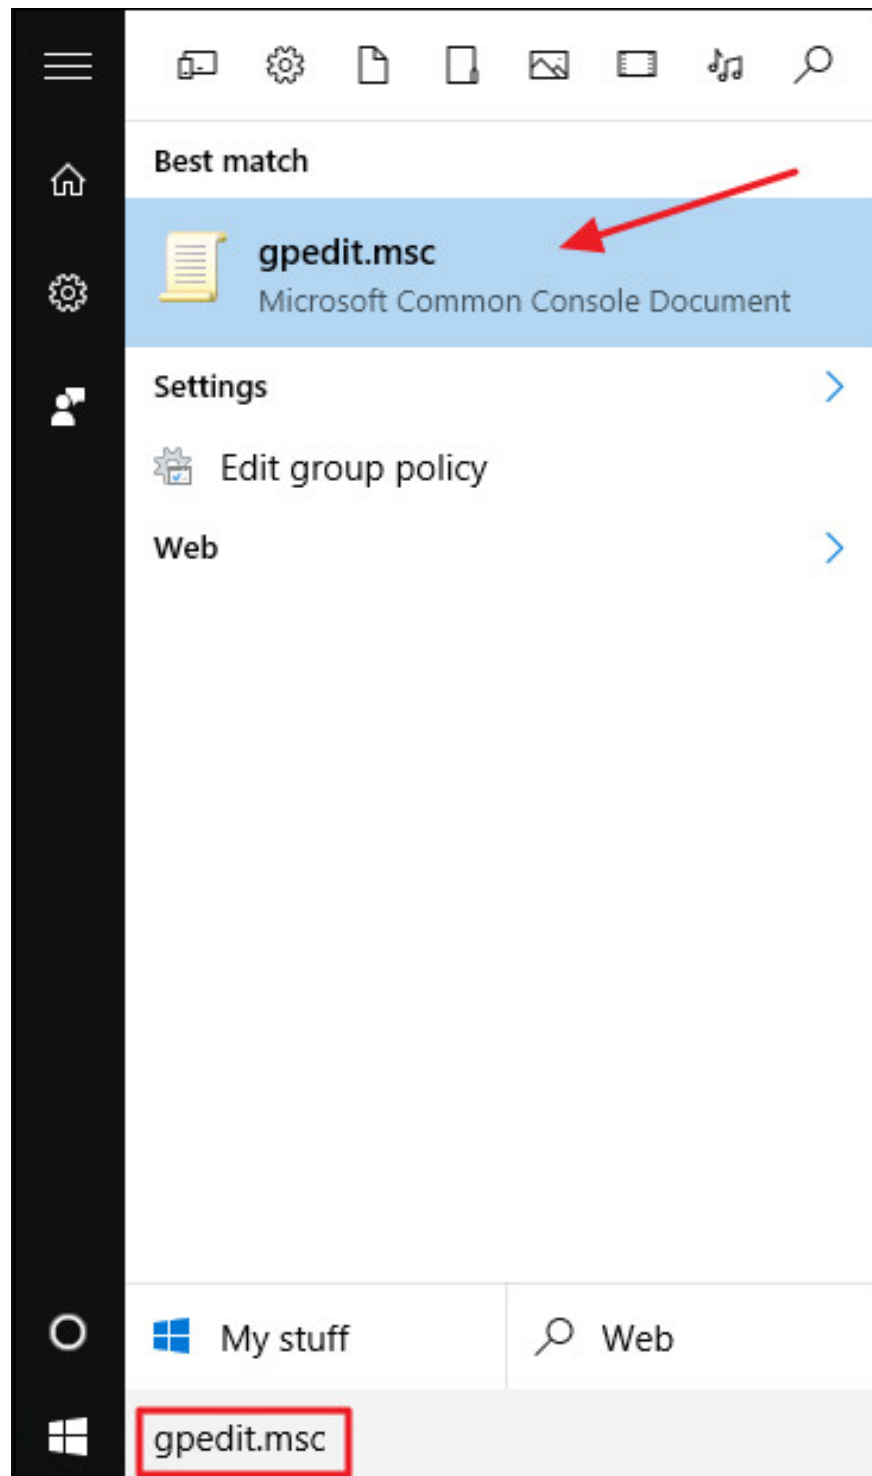 Best match
gpedit.msc
Microsoft Common Console Document
Settings
Edit group policy
Web
My stuff
Web
gpedit.msc